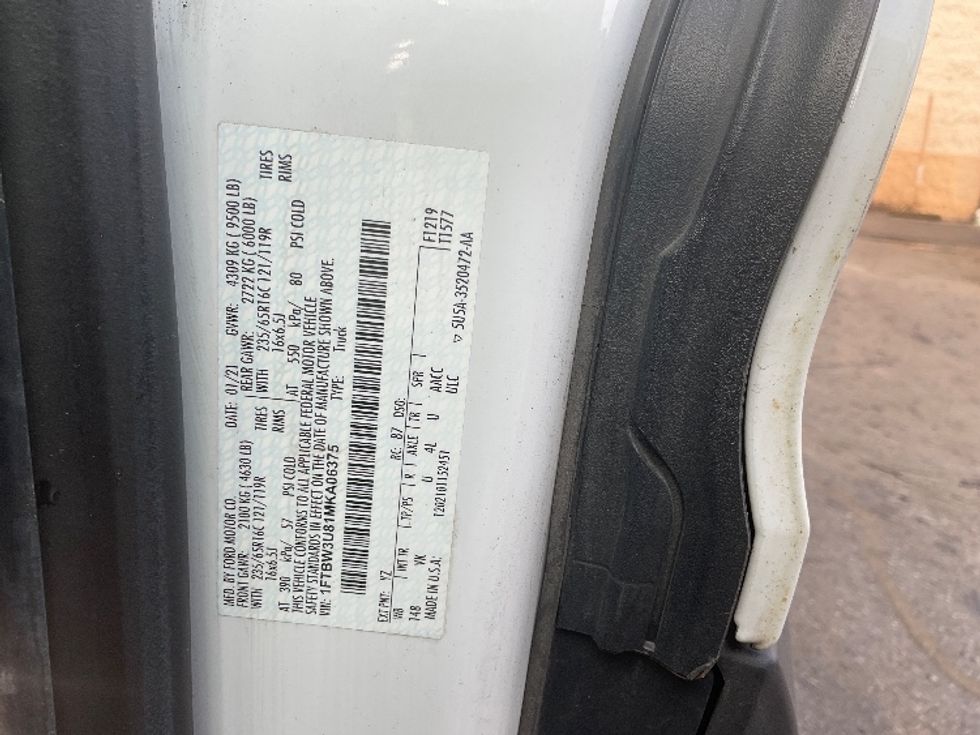 MFD. BY FORD MOTOR CO. DATE: 01/21 GVWR: 4309 KG ( 9500 LB)
FRONT GAWR: 2100 KG ( 4630 LB) REAR GAWR: 2722 KG ( 6000 LB)
WITH 235/65R16C 121/119R TIRES WITH 235/65R16C 121/119R TIRES
16x6.5J RIMS 16x6.5J RIMS
AT 390 kPa/ 57 PSI COLD AT 550 kPa/ 80 PSI COLD
THIS VEHICLE CONFORMS TO ALL APPLICABLE FEDERAL MOTOR VEHICLE
SAFETY STANDARDS IN EFFECT ON THE DATE OF MANUFACTURE SHOWN ABOVE.
VIN: 1FTBW3U81MKA06375 TYPE: Truck
EXT PNT: YZ RC: B7 DSO: F1219
WB INT TR TP/PS R AXLE TR SPR T1577
148 VK U 4L U AACC
MADE IN U.S.A. T202101152451 ULC ▽ 5U5A-3520472-AA